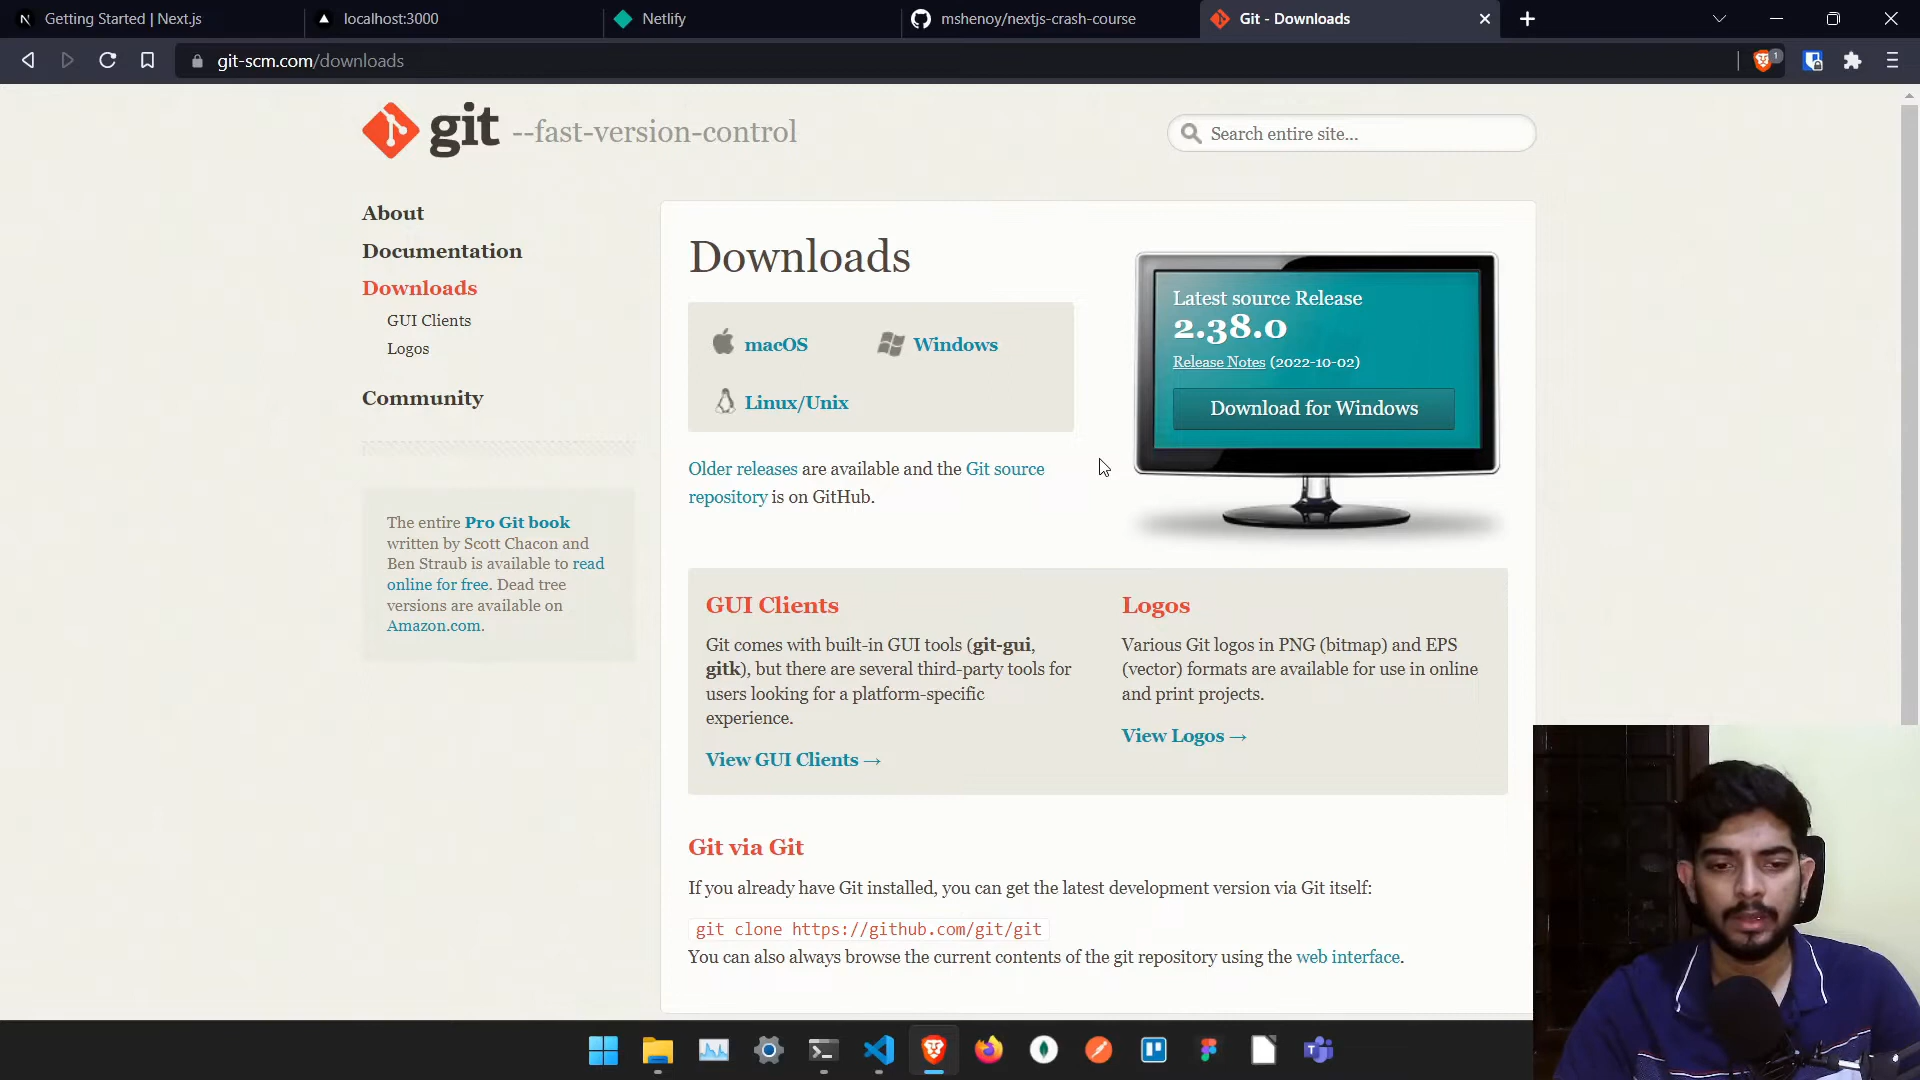 Getting Started | Next.js
localhost:3000
Netlify
mshenoy/nextjs-crash-course
Git - Downloads
git-scm.com/downloads
1
git --fast-version-control
Search entire site...
About
Documentation
Downloads
GUI Clients
Logos
Community
The entire Pro Git book
written by Scott Chacon and
Ben Straub is available to read
online for free. Dead tree
versions are available on
Amazon.com.
Downloads
macOS
Windows
Linux/Unix
Older releases are available and the Git source
repository is on GitHub.
Latest source Release
2.38.0
Release Notes (2022-10-02)
Download for Windows
GUI Clients
Git comes with built-in GUI tools (git-gui,
gitk), but there are several third-party tools for
users looking for a platform-specific
experience.
View GUI Clients →
Logos
Various Git logos in PNG (bitmap) and EPS
(vector) formats are available for use in online
and print projects.
View Logos →
Git via Git
If you already have Git installed, you can get the latest development version via Git itself:
git clone https://github.com/git/git
You can also always browse the current contents of the git repository using the web interface.